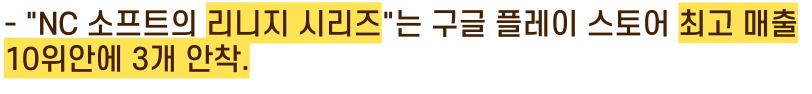 - "NC 소프트의 리니지 시리즈"는 구글 플레이 스토어 최고 매출
10위안에 3개 안착.